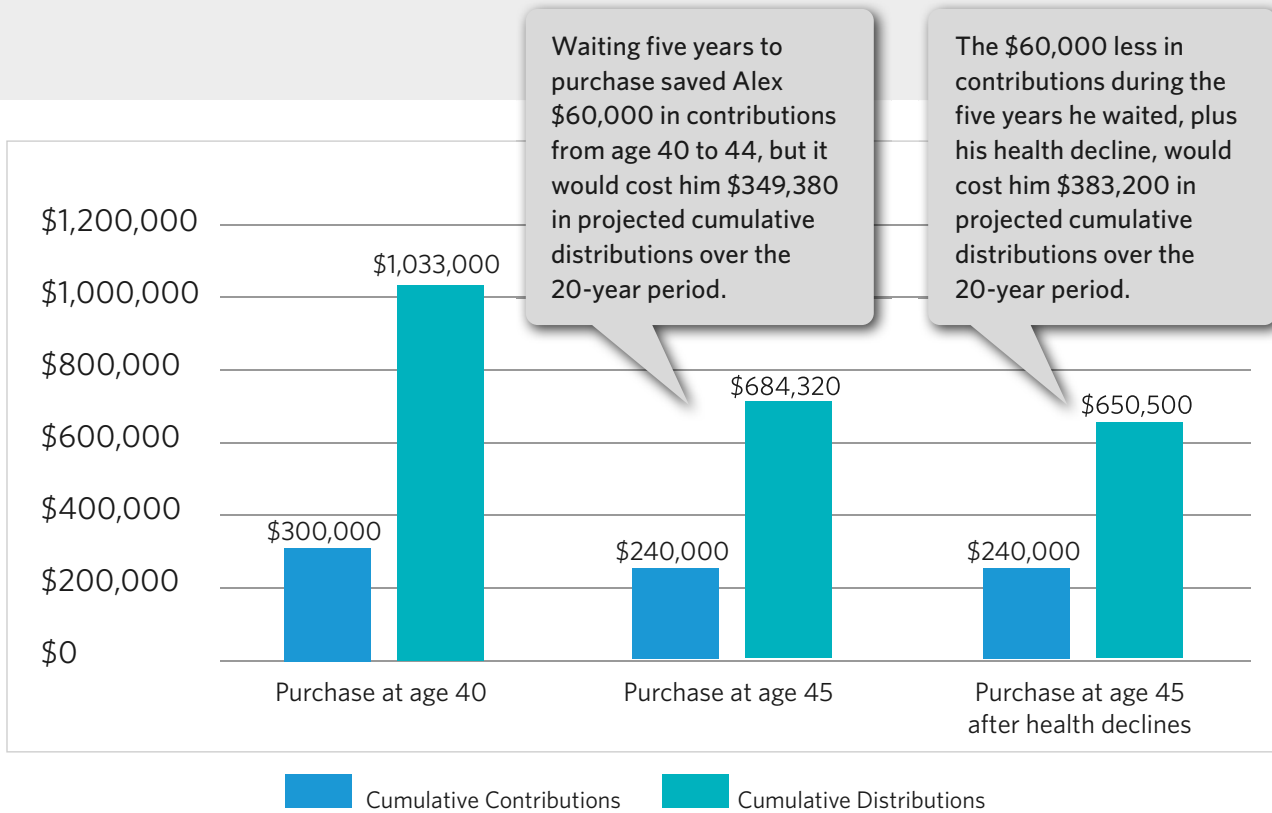 Waiting five years to
purchase saved Alex
$60,000 in contributions
from age 40 to 44, but it
would cost him $349,380
in projected cumulative
distributions over the
20-year period.
The $60,000 less in
contributions during the
five years he waited, plus
his health decline, would
cost him $383,200 in
projected cumulative
distributions over the
20-year period.
$1,200,000
$1,000,000
$800,000
$600,000
$400,000
$200,000
$0
$1,033,000
$684,320
$650,500
$300,000
$240,000
$240,000
Purchase at age 40
Purchase at age 45
Purchase at age 45
after health declines
Cumulative Contributions
Cumulative Distributions